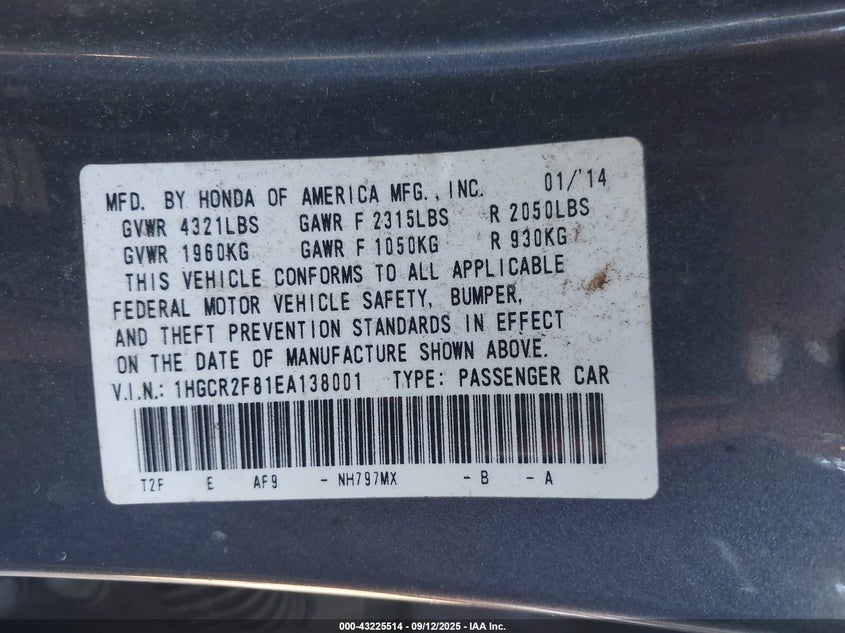 MFD. BY HONDA OF AMERICA MFG., INC. 01/'14
GVWR 4321LBS GAWR F 2315LBS R 2050LBS
GVWR 1960KG GAWR F 1050KG R 930KG
THIS VEHICLE CONFORMS TO ALL APPLICABLE
FEDERAL MOTOR VEHICLE SAFETY, BUMPER,
AND THEFT PREVENTION STANDARDS IN EFFECT
ON THE DATE OF MANUFACTURE SHOWN ABOVE.
V.I.N.: 1HGCR2F81EA138001 TYPE: PASSENGER CAR
T2F E AF9 - NH797MX - B - A
000-43225514 - 09/12/2025 - IAA Inc.